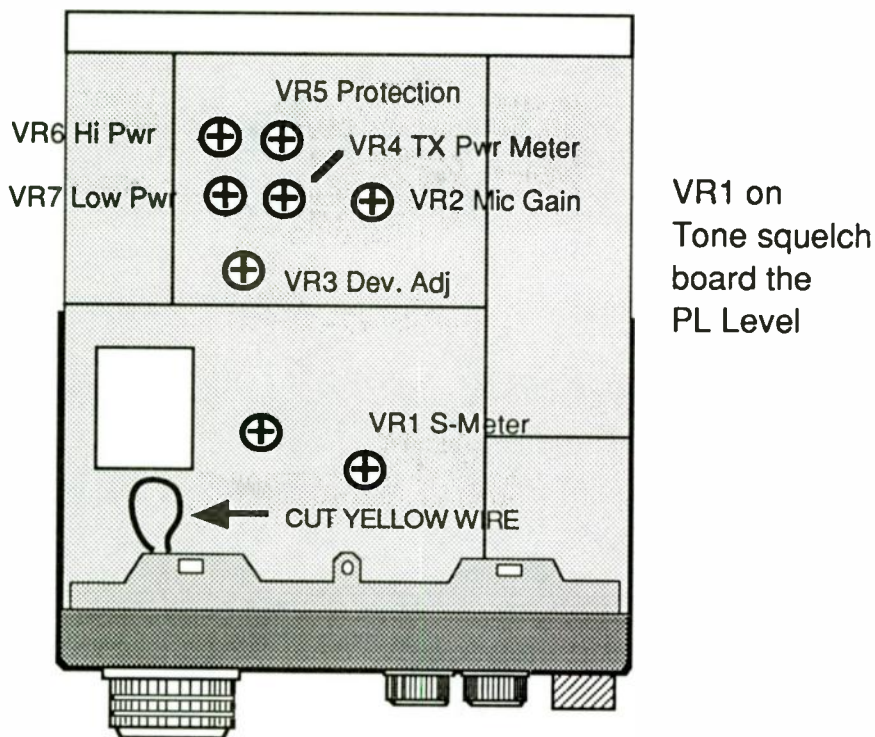 VR5 Protection
VR6 Hi Pwr
VR4 TX Pwr Meter
VR7 Low Pwr
VR2 Mic Gain
VR3 Dev. Adj
VR1 S-Meter
CUT YELLOW WIRE
VR1 on
Tone squelch
board the
PL Level